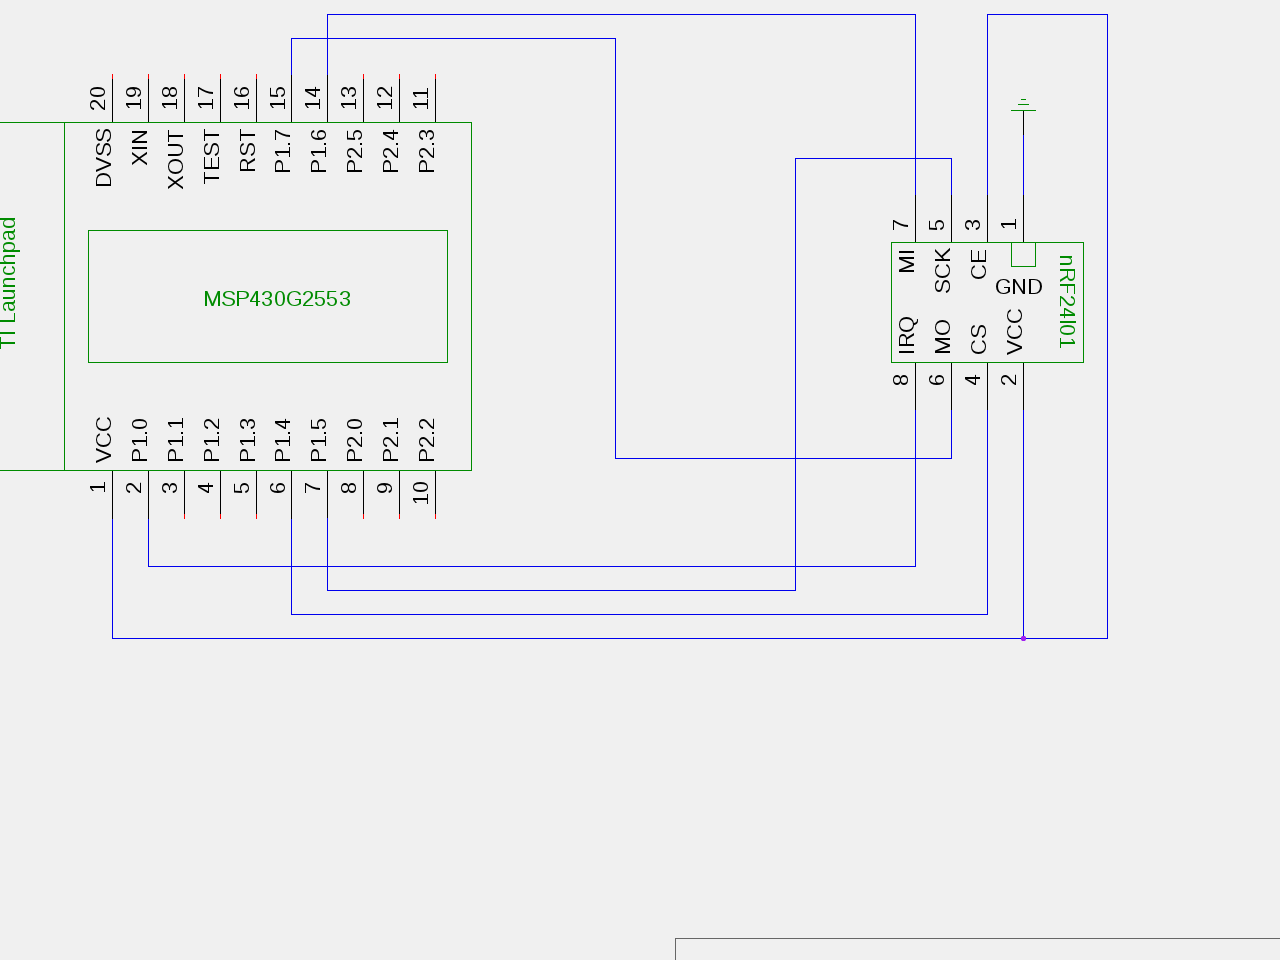 20 19 18 17 16 15 14 13 12 11
DVSS XIN XOUT TEST RST P1.7 P1.6 P2.5 P2.4 P2.3
TI Launchpad
MSP430G2553
VCC P1.0 P1.1 P1.2 P1.3 P1.4 P1.5 P2.0 P2.1 P2.2
1 2 3 4 5 6 7 8 9 10
7 5 3 1
MI SCK CE GND
nRF24l01
IRQ MO CS VCC
8 6 4 2